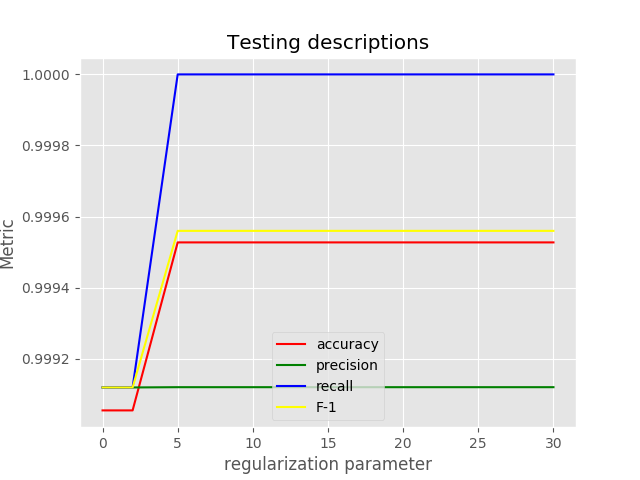 Testing descriptions
1.0000
0.9998
0.9996
0.9994
0.9992
Metric
accuracy
precision
recall
F-1
0 5 10 15 20 25 30
regularization parameter